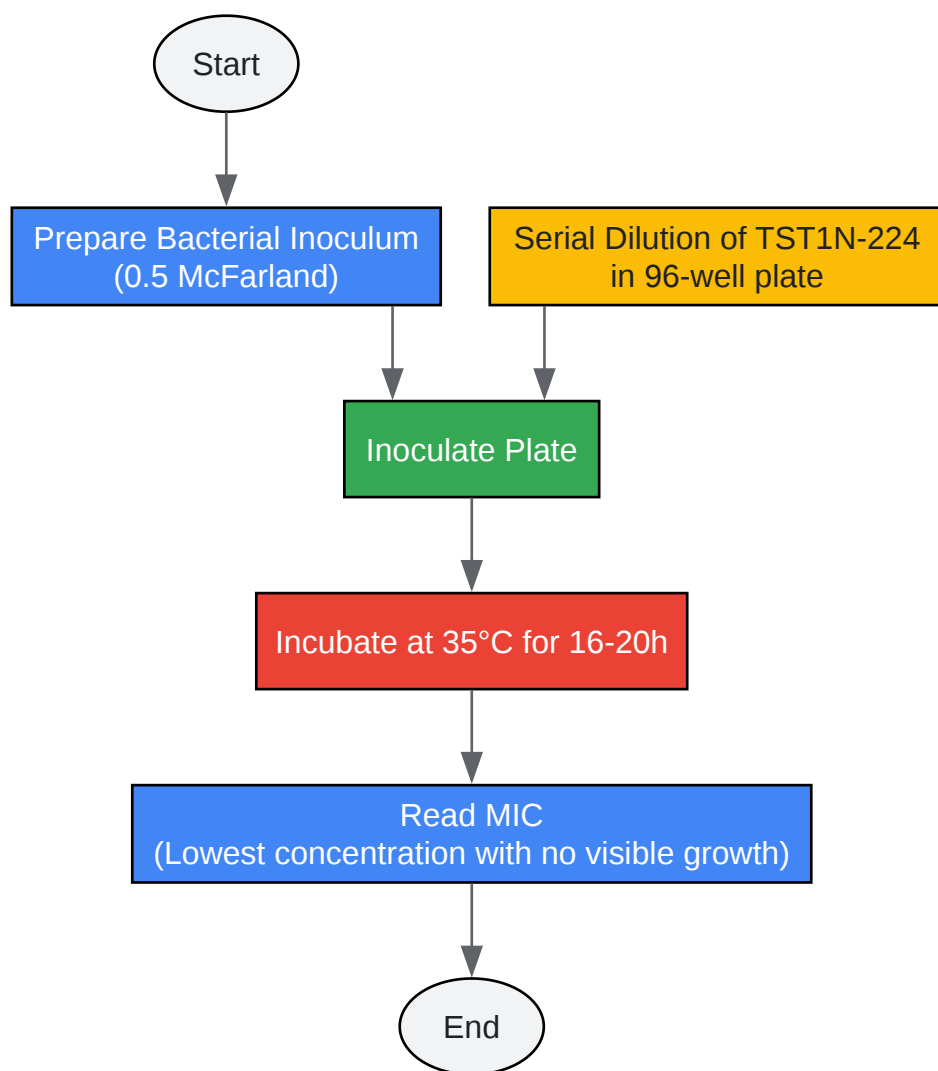 Start
Prepare Bacterial Inoculum
(0.5 McFarland)
Serial Dilution of TST1N-224
in 96-well plate
Inoculate Plate
Incubate at 35°C for 16-20h
Read MIC
(Lowest concentration with no visible growth)
End